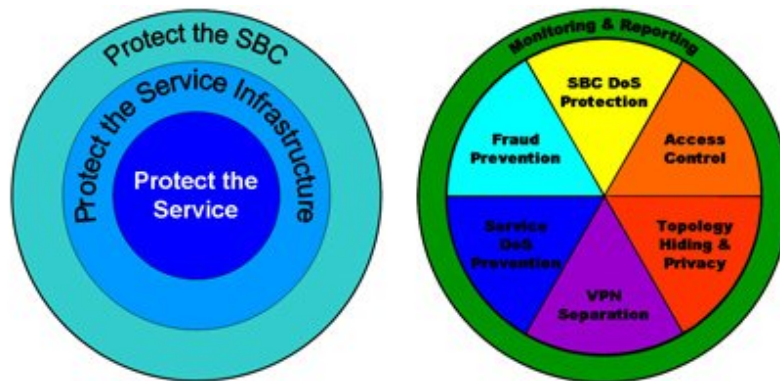 Protect the SBC
Protect the Service Infrastructure
Protect the
Service
Monitoring & Reporting
SBC DoS
Protection
Fraud
Prevention
Access
Control
Service
DoS
Prevention
Topology
Hiding &
Privacy
VPN
Separation